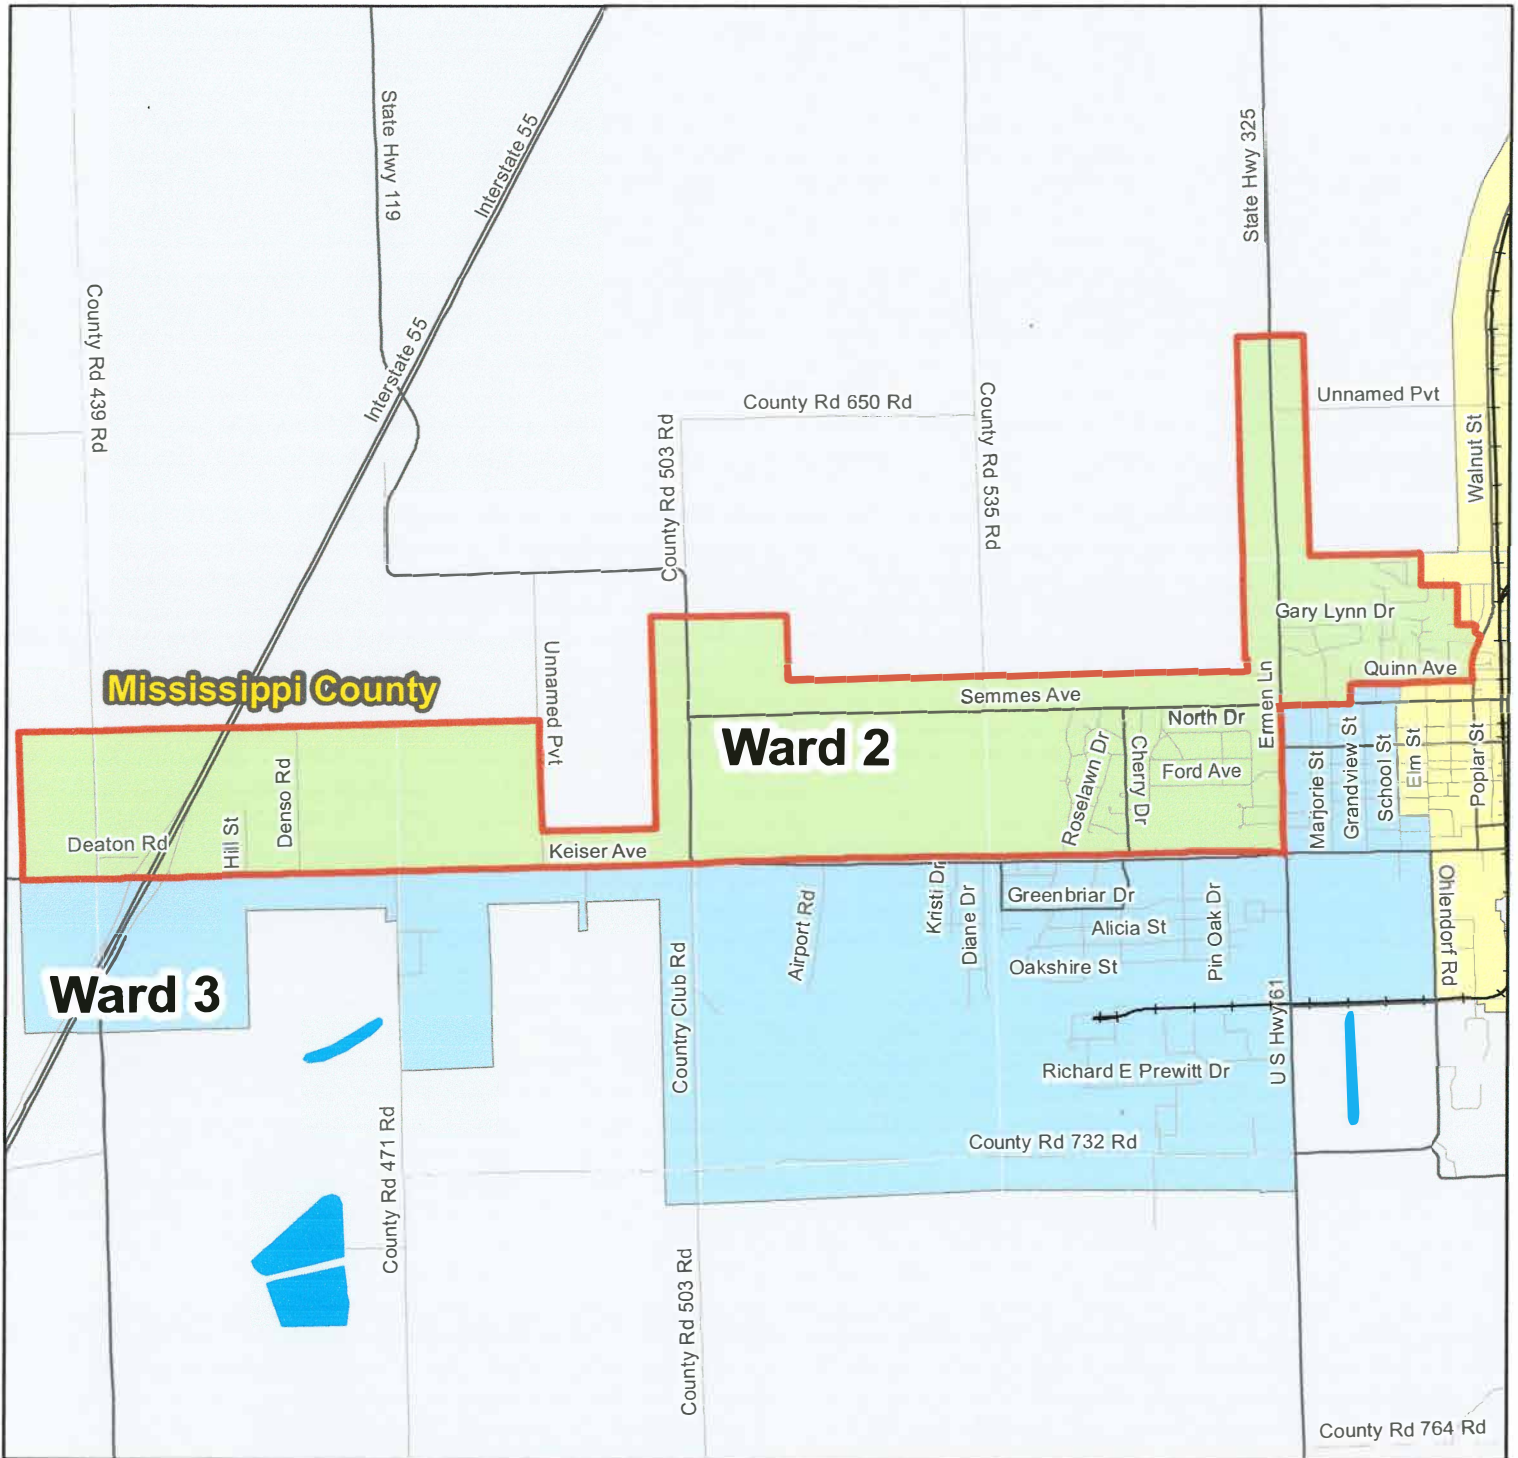 State Hwy 119
Interstate 55
State Hwy 325
County Rd 439 Rd
Interstate 55
County Rd 650 Rd
County Rd 503 Rd
County Rd 535 Rd
Unnamed Pvt
Walnut St
Gary Lynn Dr
Quinn Ave
Mississippi County
Unnamed Pvt
Semmes Ave
Ermen Ln
North Dr
Ward 2
Roselawn Dr
Cherry Dr
Ford Ave
Marjorie St
Grandview St
School St
Elm St
Poplar St
Deaton Rd
Hill St
Denso Rd
Keiser Ave
Airport Rd
Kristi Dr
Diane Dr
Greenbriar Dr
Alicia St
Pin Oak Dr
Oakshire St
Ohlendorf Rd
Ward 3
Country Club Rd
U S Hwy 61
Richard E Prewitt Dr
County Rd 732 Rd
County Rd 471 Rd
County Rd 503 Rd
County Rd 764 Rd